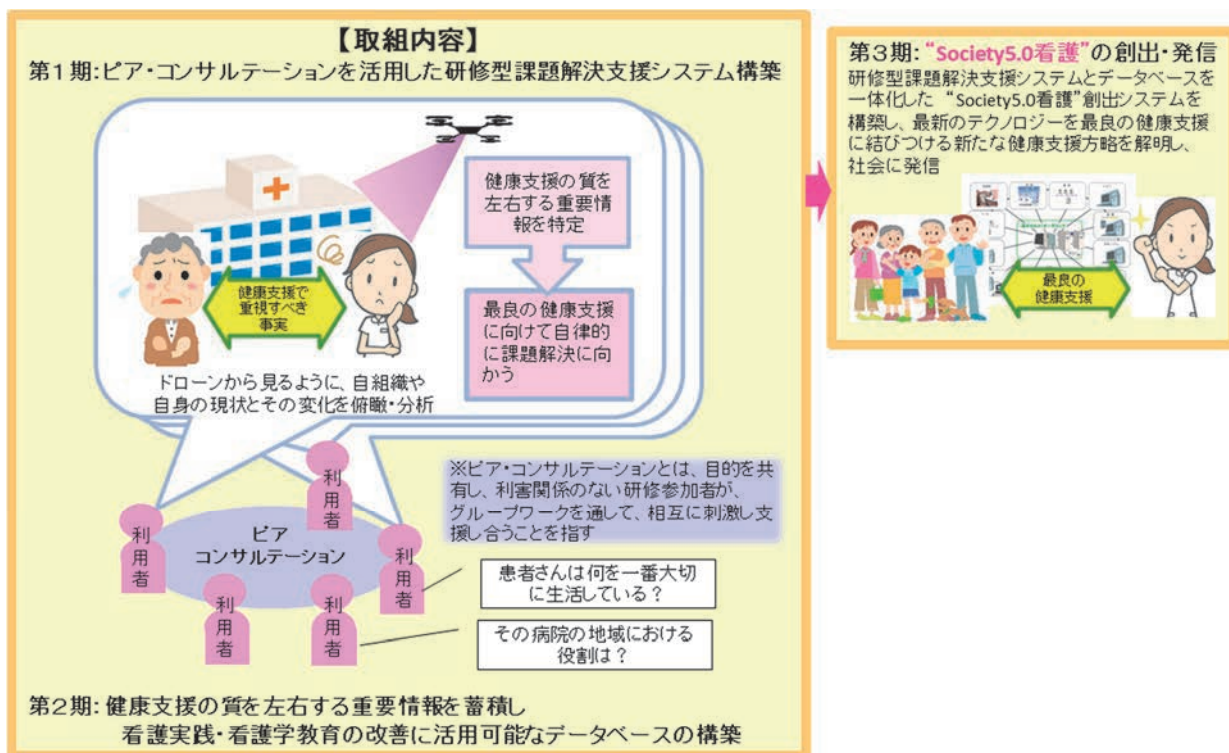 【取組内容】
第1期:ピア・コンサルテーションを活用した研修型課題解決支援システム構築
健康支援の質を
左右する重要情
報を特定
健康支援で
重視すべき
事実
最良の健康支援
に向けて自律的
に課題解決に向
かう
ドローンから見るように、自組織や
自身の現状とその変化を俯瞰・分析
利用者
利用者
利用者
利用者
利用者
ピア
コンサルテーション
※ピア・コンサルテーションとは、目的を共
有し、利害関係のない研修参加者が、
グループワークを通して、相互に刺激し支
援し合うことを指す
患者さんは何を一番大切
に生活している？
その病院の地域における
役割は？
第2期:健康支援の質を左右する重要情報を蓄積し
看護実践・看護学教育の改善に活用可能なデータベースの構築
第3期:“Society5.0看護”の創出・発信
研修型課題解決支援システムとデータベースを
一体化した “Society5.0看護”創出システムを
構築し、最新のテクノロジーを最良の健康支援
に結びつける新たな健康支援方略を解明し、
社会に発信
最良の
健康支援